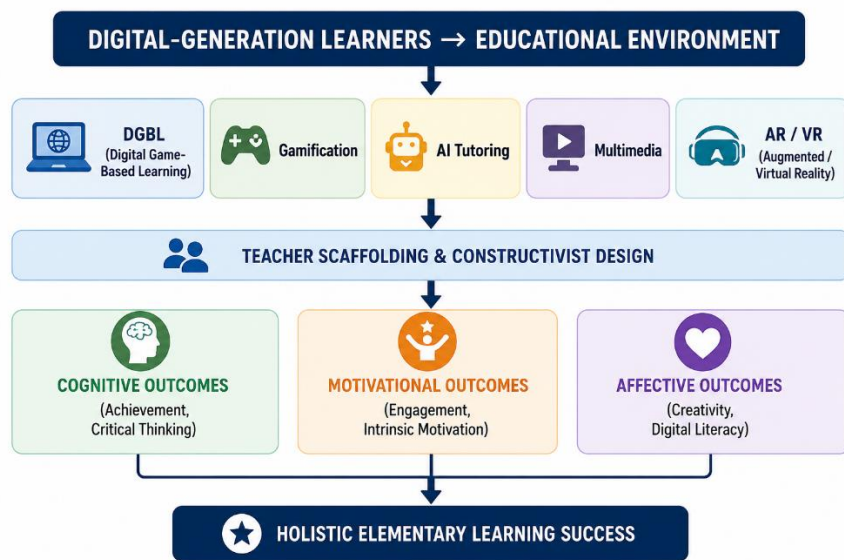 DIGITAL-GENERATION LEARNERS → EDUCATIONAL ENVIRONMENT
DGBL
(Digital Game-
Based Learning)
Gamification
AI Tutoring
Multimedia
AR / VR
(Augmented /
Virtual Reality)
TEACHER SCAFFOLDING & CONSTRUCTIVIST DESIGN
COGNITIVE OUTCOMES
(Achievement,
Critical Thinking)
MOTIVATIONAL OUTCOMES
(Engagement,
Intrinsic Motivation)
AFFECTIVE OUTCOMES
(Creativity,
Digital Literacy)
HOLISTIC ELEMENTARY LEARNING SUCCESS